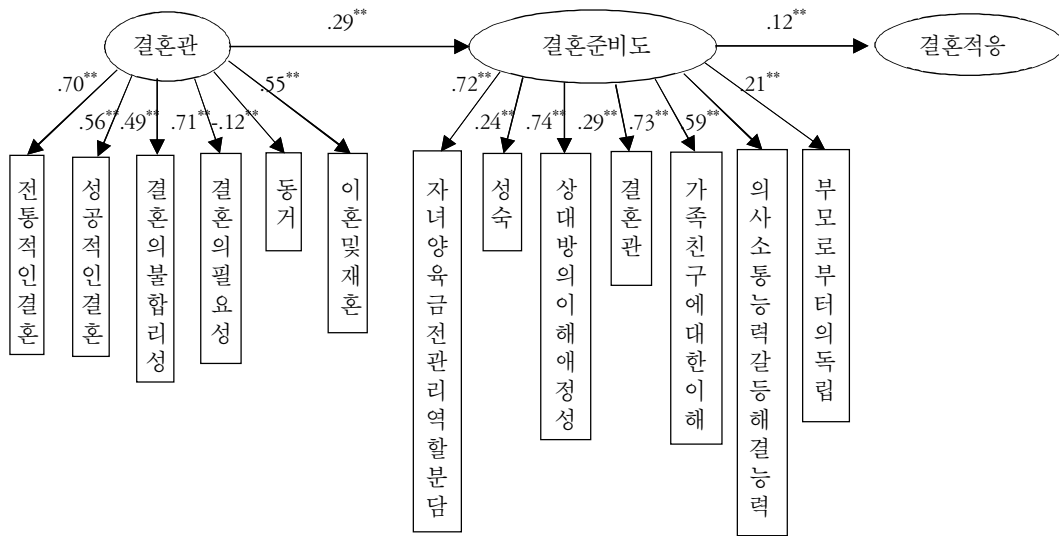 결혼관
.29**
결혼준비도
.12**
결혼적응
.70**
.56**
.49**
.71**
-.12**
.55**
.72**
.24**
.74**
.29**
.73**
59**
.21**
전통적인결혼
성공적인결혼
결혼의불합리성
결혼의필요성
동거
이혼및재혼
자녀양육금전관리역할분담
성숙
상대방의이해애정성
결혼관
가족친구에대한이해
의사소통능력갈등해결능력
부모로부터의독립